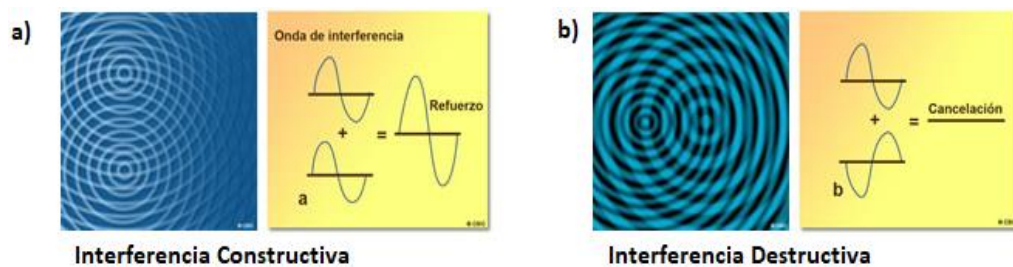 a)
Onda de interferencia
Refuerzo
+
=
a
Interferencia Constructiva
b)
Cancelación
+
=
b
Interferencia Destructiva